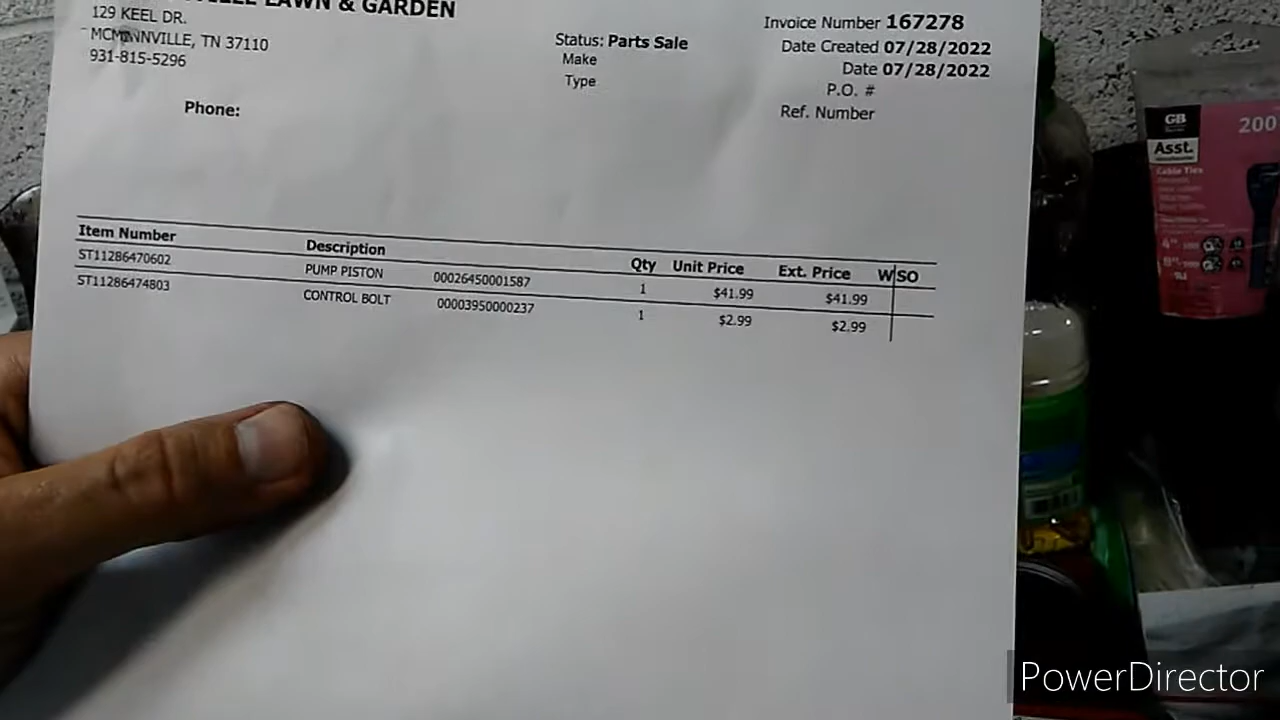 LAWN & GARDEN
129 KEEL DR.
MCMINNVILLE, TN 37110
931-815-5296
Phone:
Status: Parts Sale
Make
Type
Invoice Number 167278
Date Created 07/28/2022
Date 07/28/2022
P.O. #
Ref. Number
Item Number Description Qty Unit Price Ext. Price W SO
ST11286470602 PUMP PISTON 00026450001587 1 $41.99 $41.99
ST11286474803 CONTROL BOLT 00003950000237 1 $2.99 $2.99
GB
200
Asst.
Cable Ties
PowerDirector